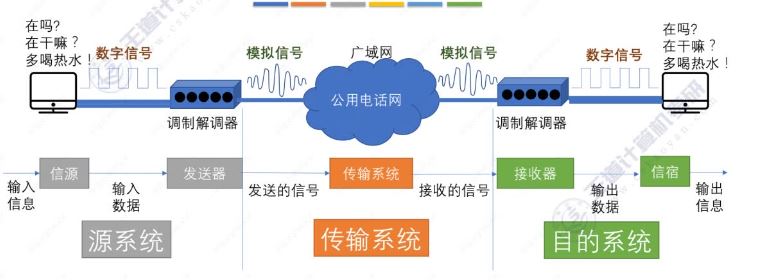 在吗?
在干嘛?
多喝热水!
数字信号
模拟信号
广域网
模拟信号
数字信号
在吗?
在干嘛?
多喝热水!
公用电话网
调制解调器
调制解调器
输入信息
信源
输入数据
发送器
发送的信号
传输系统
接收的信号
接收器
输出数据
信宿
输出信息
源系统
传输系统
目的系统
王道计算机考研